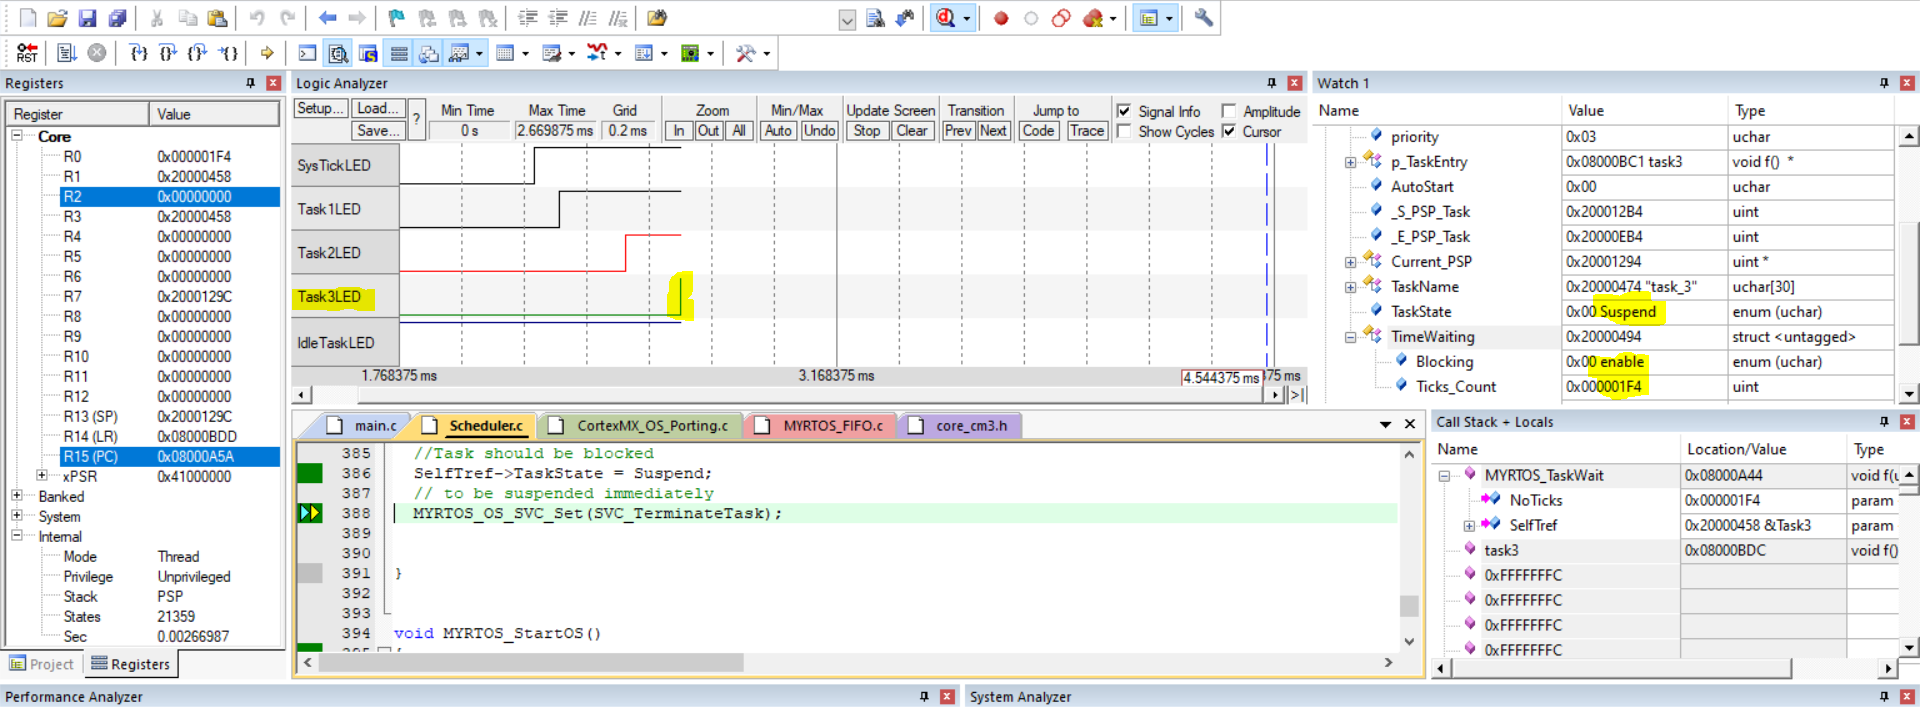 RST
Registers
Register Value
Core
R0 0x000001F4
R1 0x20000458
R2 0x00000000
R3 0x20000458
R4 0x00000000
R5 0x00000000
R6 0x00000000
R7 0x2000129C
R8 0x00000000
R9 0x00000000
R10 0x00000000
R11 0x00000000
R12 0x00000000
R13 (SP) 0x2000129C
R14 (LR) 0x08000BDD
R15 (PC) 0x08000A5A
xPSR 0x41000000
Banked
System
Internal
Mode Thread
Privilege Unprivileged
Stack PSP
States 21359
Sec 0.00266987
Project Registers
Logic Analyzer
Setup... Load... ? Min Time Max Time Grid Zoom Min/Max Update Screen Transition Jump to Signal Info Amplitude
Save... 0 s 2.669875 ms 0.2 ms In Out All Auto Undo Stop Clear Prev Next Code Trace Show Cycles Cursor
SysTickLED
Task1LED
Task2LED
Task3LED
IdleTaskLED
1.768375 ms 3.168375 ms 4.544375 ms 375 ms
main.c Scheduler.c CortexMX_OS_Porting.c MYRTOS_FIFO.c core_cm3.h
385 //Task should be blocked
386 SelfTref->TaskState = Suspend;
387 // to be suspended immediately
388 MYRTOS_OS_SVC_Set(SVC_TerminateTask);
389
390
391 }
392
393
394 void MYRTOS_StartOS()
395 {
Watch 1
Name Value Type
priority 0x03 uchar
p_TaskEntry 0x08000BC1 task3 void f() *
AutoStart 0x00 uchar
_S_PSP_Task 0x200012B4 uint
_E_PSP_Task 0x20000EB4 uint
Current_PSP 0x20001294 uint *
TaskName 0x20000474 "task_3" uchar[30]
TaskState 0x00 Suspend enum (uchar)
TimeWaiting 0x20000494 struct <untagged>
Blocking 0x00 enable enum (uchar)
Ticks_Count 0x000001F4 uint
Call Stack + Locals
Name Location/Value Type
MYRTOS_TaskWait 0x08000A44 void f(u
NoTicks 0x000001F4 param
SelfTref 0x20000458 &Task3 param
task3 0x08000BDC void f()
0xFFFFFFFC
0xFFFFFFFC
0xFFFFFFFC
0xFFFFFFFC
Performance Analyzer
System Analyzer